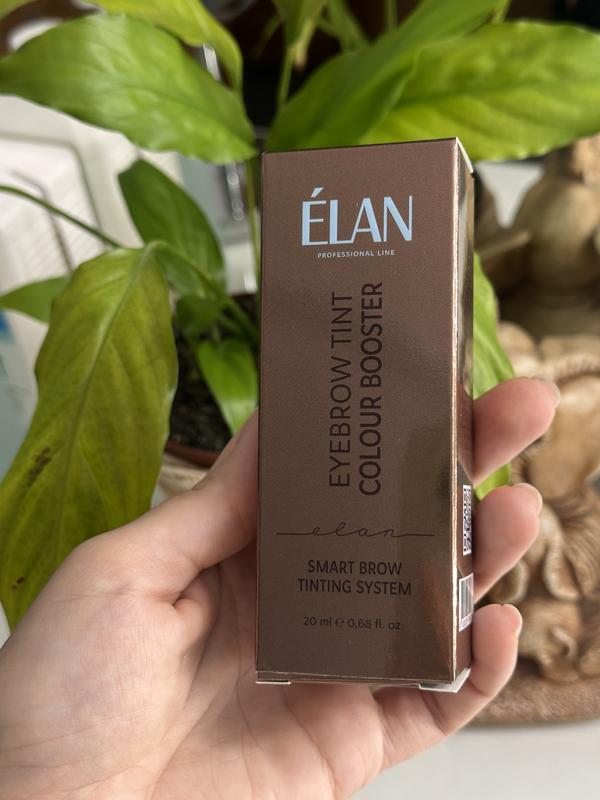 ÉLAN
PROFESSIONAL LINE
EYEBROW TINT
COLOUR BOOSTER
elan
SMART BROW
TINTING SYSTEM
20 ml ℮ 0,68 fl. oz.